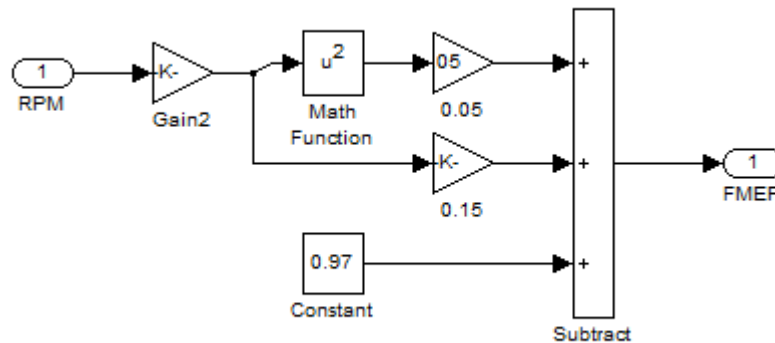 1
RPM
K-
Gain2
u2
Math
Function
05
0.05
K-
0.15
0.97
Constant
+
+
+
Subtract
1
FMEP